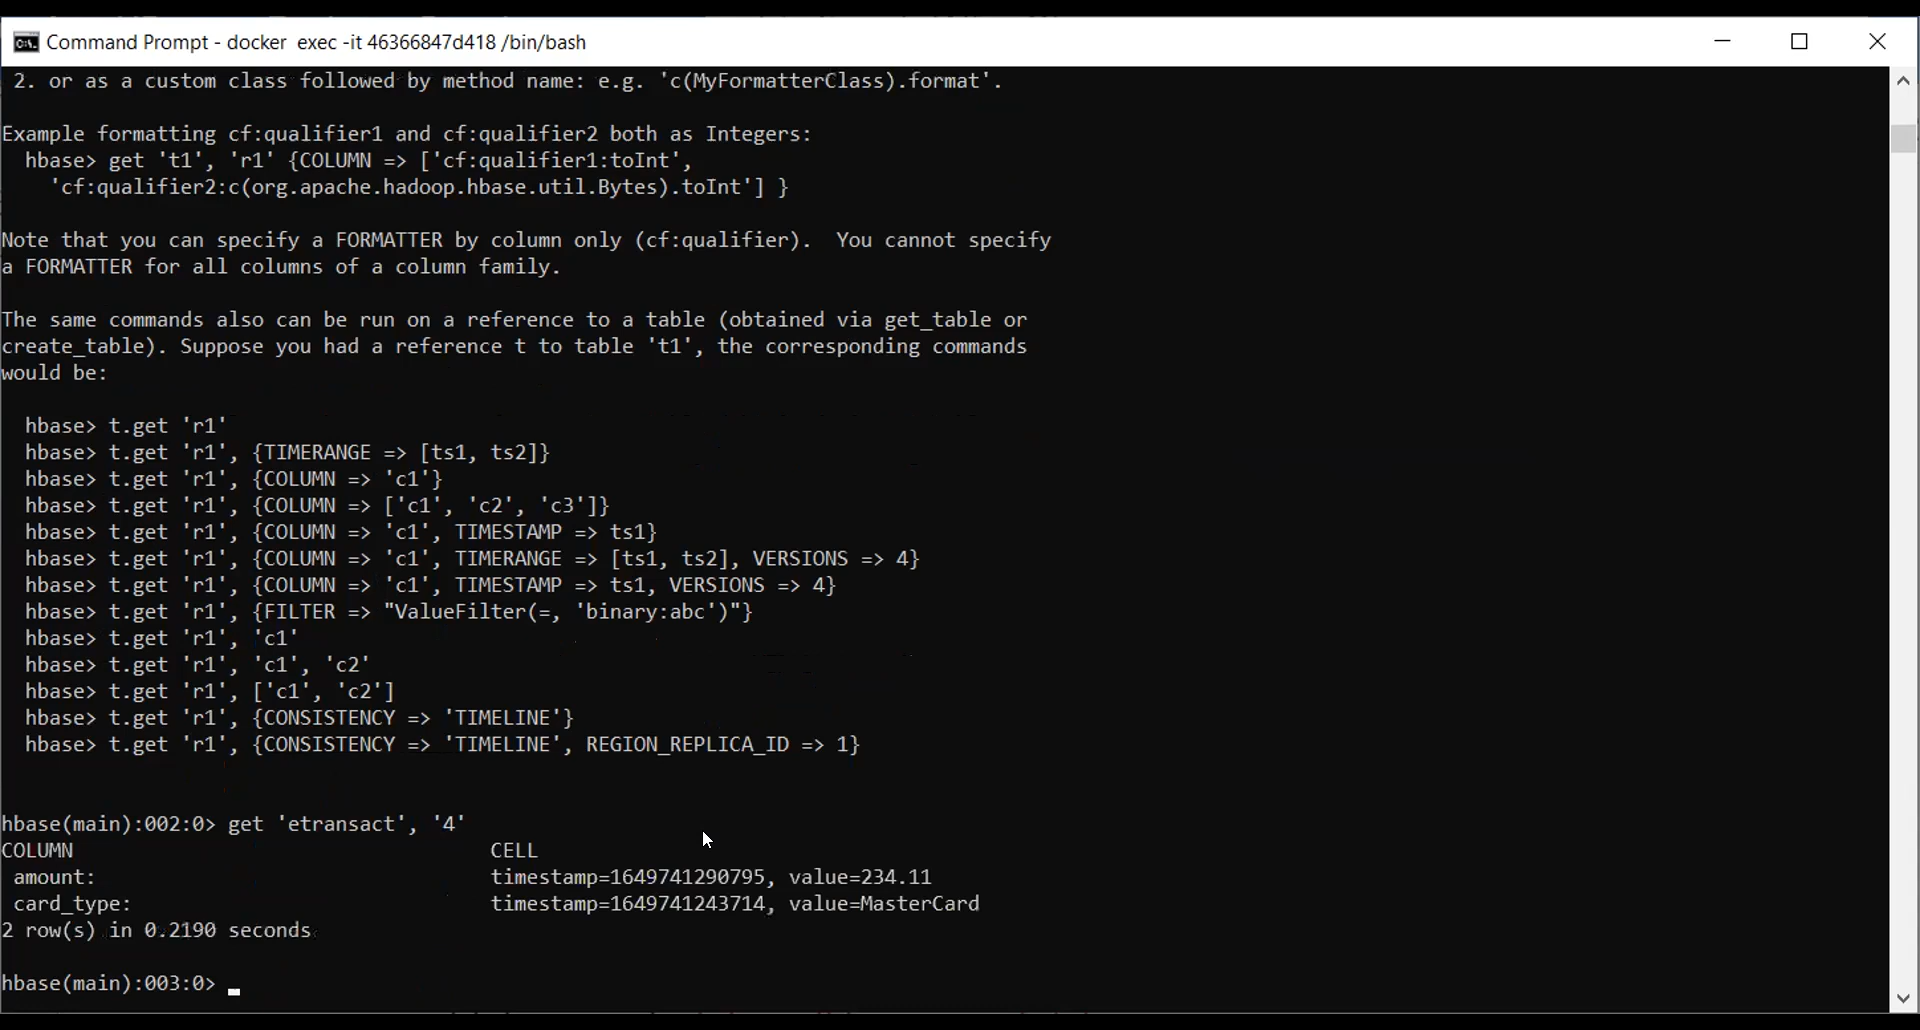 Command Prompt - docker  exec -it 46366847d418 /bin/bash
 2. or as a custom class followed by method name: e.g. 'c(MyFormatterClass).format'.
Example formatting cf:qualifier1 and cf:qualifier2 both as Integers:
  hbase> get 't1', 'r1' {COLUMN => ['cf:qualifier1:toInt',
    'cf:qualifier2:c(org.apache.hadoop.hbase.util.Bytes).toInt'] }
Note that you can specify a FORMATTER by column only (cf:qualifier).  You cannot specify
a FORMATTER for all columns of a column family.
The same commands also can be run on a reference to a table (obtained via get_table or
create_table). Suppose you had a reference t to table 't1', the corresponding commands
would be:
  hbase> t.get 'r1'
  hbase> t.get 'r1', {TIMERANGE => [ts1, ts2]}
  hbase> t.get 'r1', {COLUMN => 'c1'}
  hbase> t.get 'r1', {COLUMN => ['c1', 'c2', 'c3']}
  hbase> t.get 'r1', {COLUMN => 'c1', TIMESTAMP => ts1}
  hbase> t.get 'r1', {COLUMN => 'c1', TIMERANGE => [ts1, ts2], VERSIONS => 4}
  hbase> t.get 'r1', {COLUMN => 'c1', TIMESTAMP => ts1, VERSIONS => 4}
  hbase> t.get 'r1', {FILTER => "ValueFilter(=, 'binary:abc')"}
  hbase> t.get 'r1', 'c1'
  hbase> t.get 'r1', 'c1', 'c2'
  hbase> t.get 'r1', ['c1', 'c2']
  hbase> t.get 'r1', {CONSISTENCY => 'TIMELINE'}
  hbase> t.get 'r1', {CONSISTENCY => 'TIMELINE', REGION_REPLICA_ID => 1}
hbase(main):002:0> get 'etransact', '4'
COLUMN                                   CELL
 amount:                                 timestamp=1649741290795, value=234.11
 card_type:                              timestamp=1649741243714, value=MasterCard
2 row(s) in 0.2190 seconds
hbase(main):003:0>